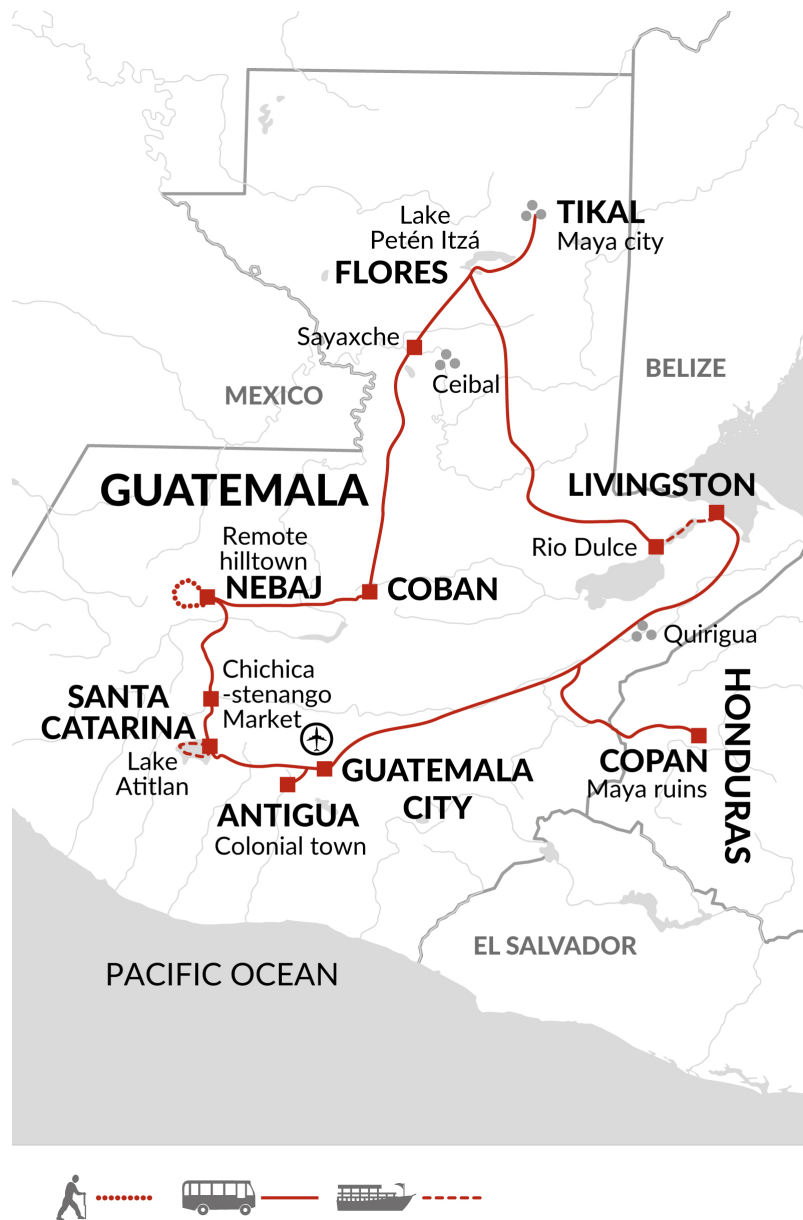 TIKAL
Maya city
Lake
Petén Itzá
FLORES
Sayaxche
Ceibal
BELIZE
MEXICO
GUATEMALA
LIVINGSTON
Remote
hilltown
NEBAJ
COBAN
Rio Dulce
Quirigua
Chichica
-stenango
Market
SANTA
CATARINA
Lake
Atitlan
HONDURAS
COPAN
Maya ruins
GUATEMALA
CITY
ANTIGUA
Colonial town
EL SALVADOR
PACIFIC OCEAN